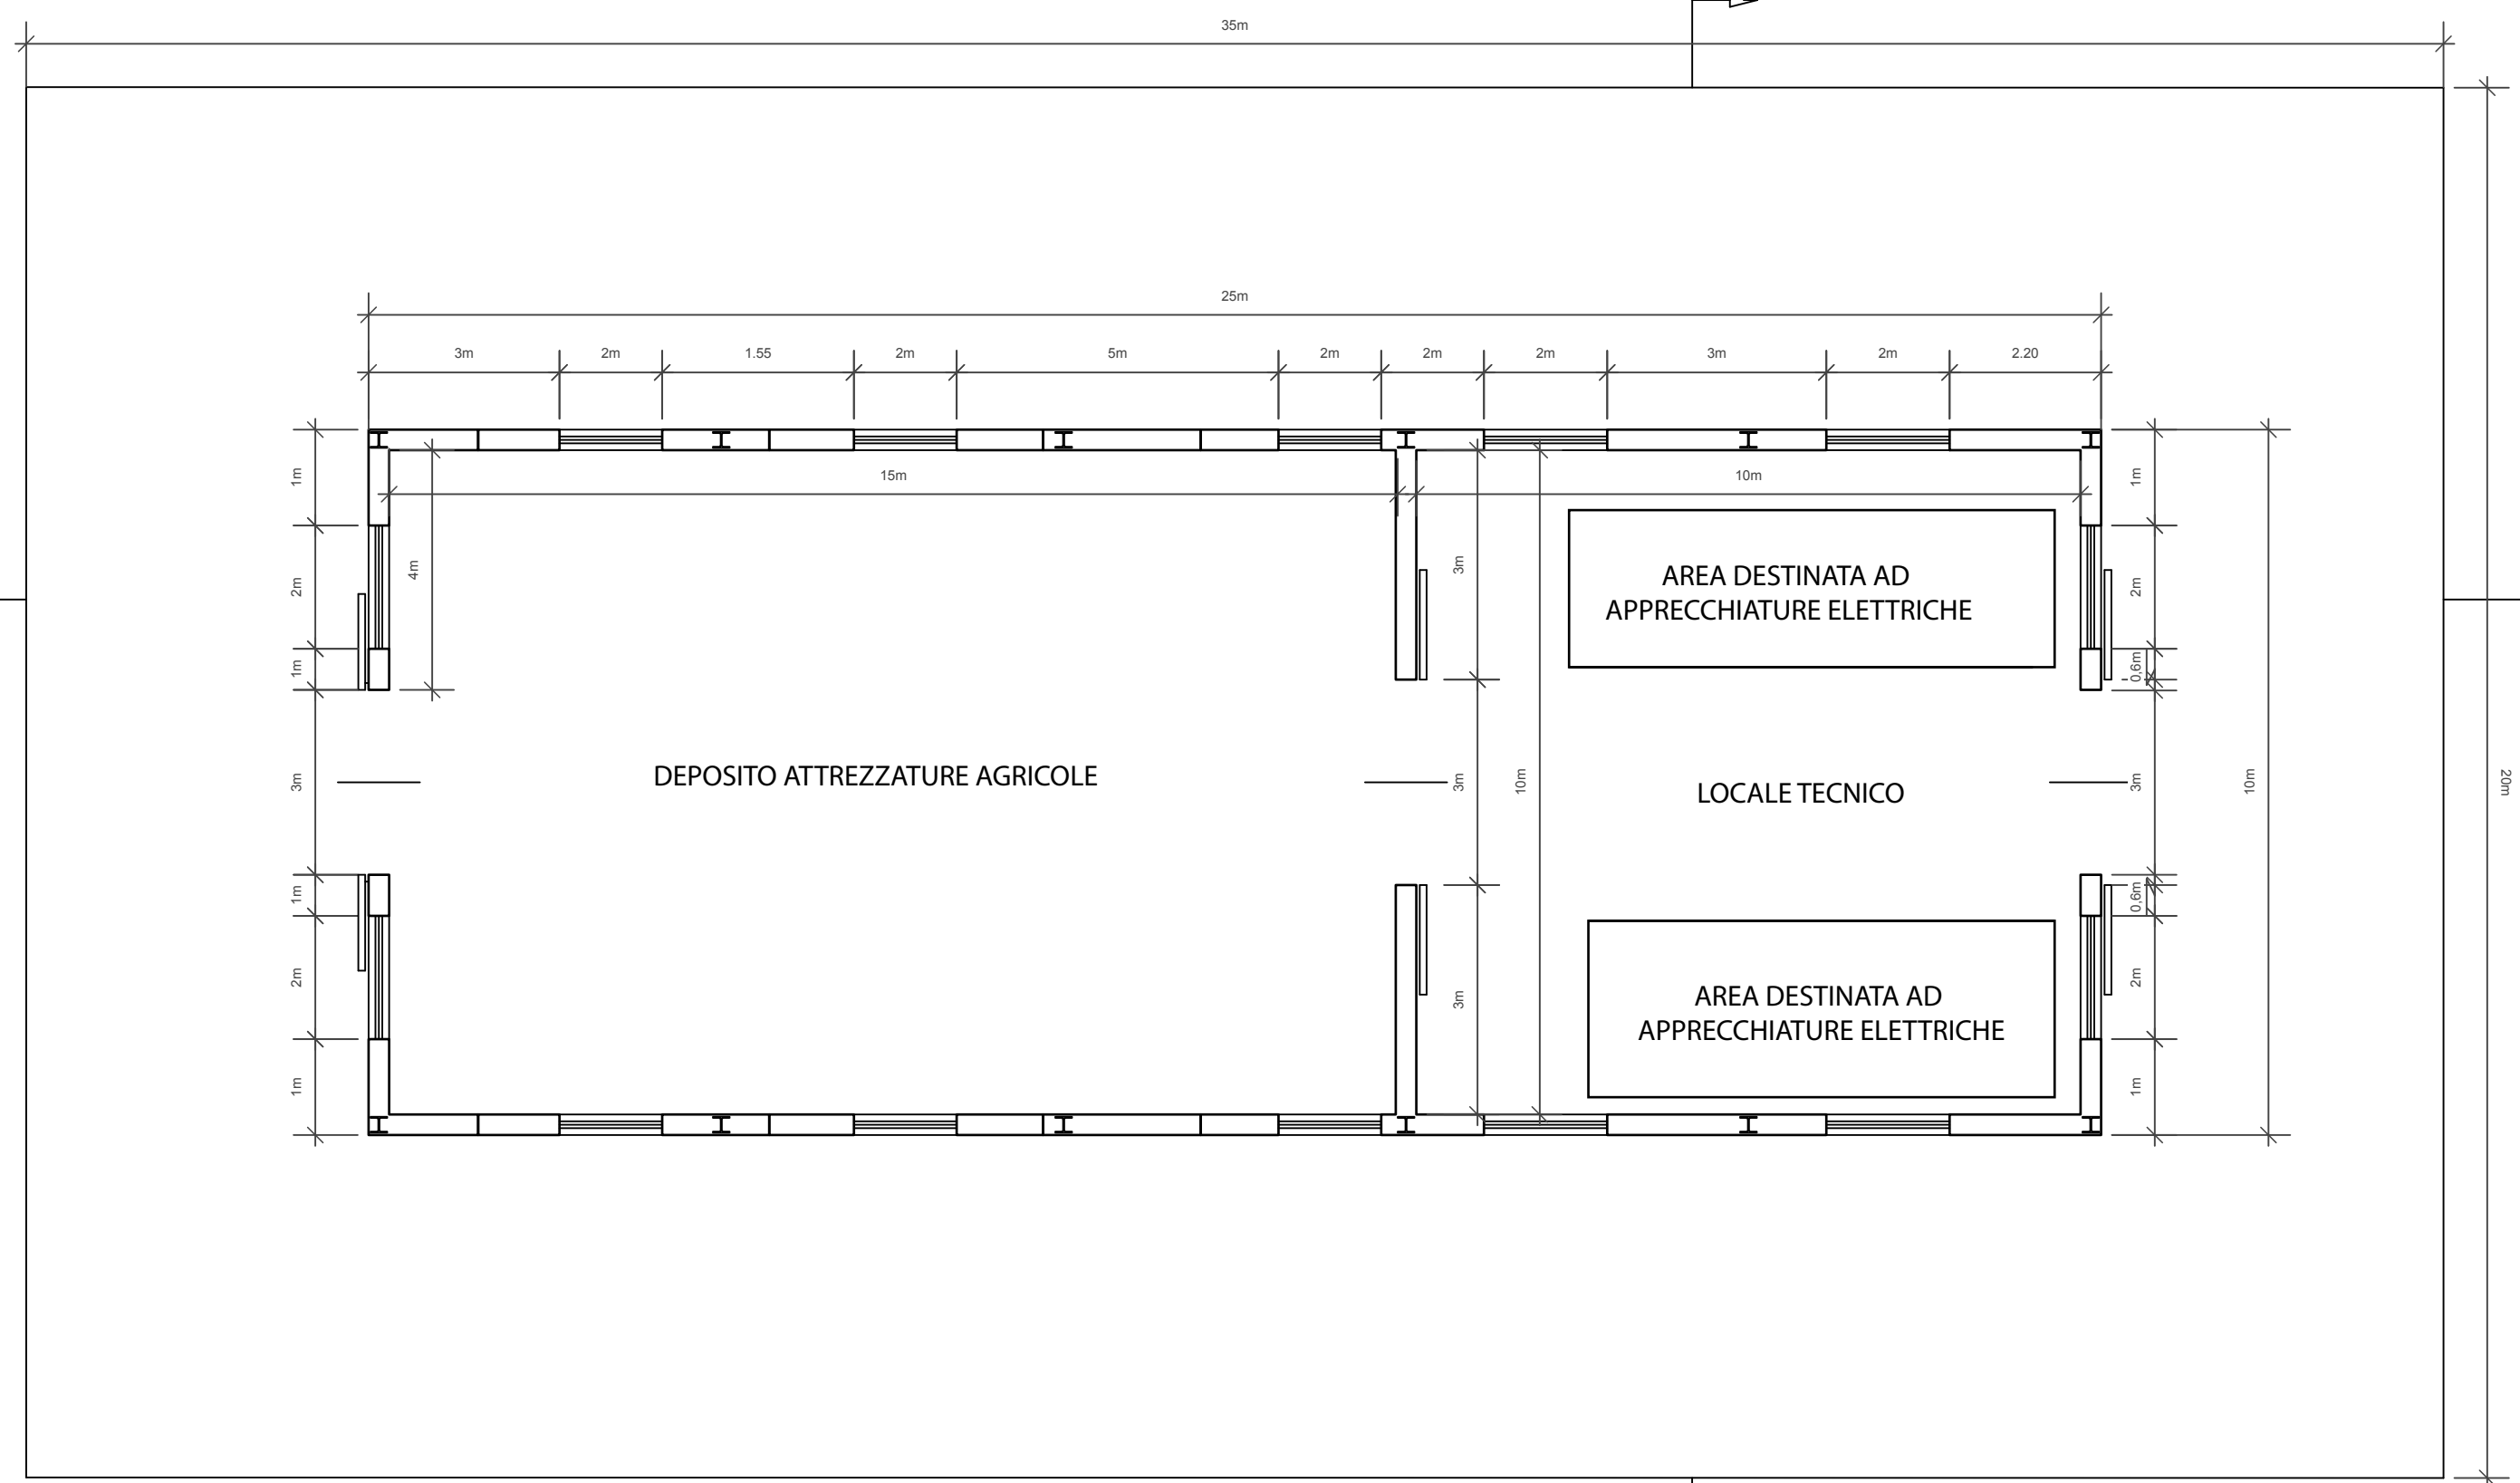 35m
25m
3m
2m
1.55
2m
5m
2m
2m
2m
3m
2m
2.20
15m
10m
1m
2m
1m
3m
1m
2m
1m
4m
3m
3m
3m
10m
AREA DESTINATA AD
APPRECCHIATURE ELETTRICHE
DEPOSITO ATTREZZATURE AGRICOLE
LOCALE TECNICO
AREA DESTINATA AD
APPRECCHIATURE ELETTRICHE
1m
2m
0,6m
3m
0,6m
2m
1m
10m
20m